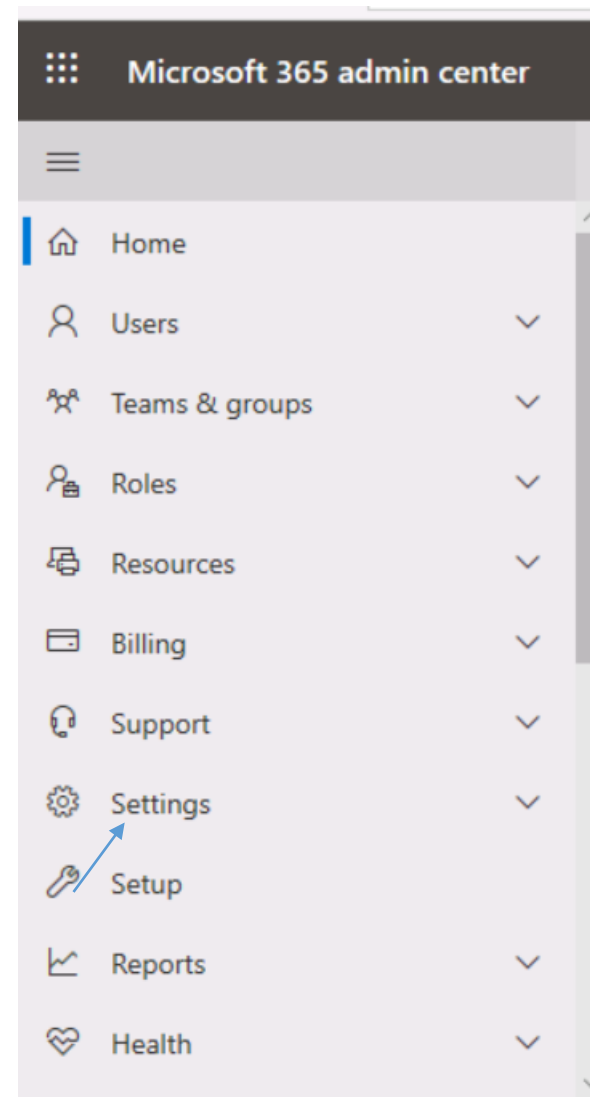 Microsoft 365 admin center
Home
Users
Teams & groups
Roles
Resources
Billing
Support
Settings
Setup
Reports
Health